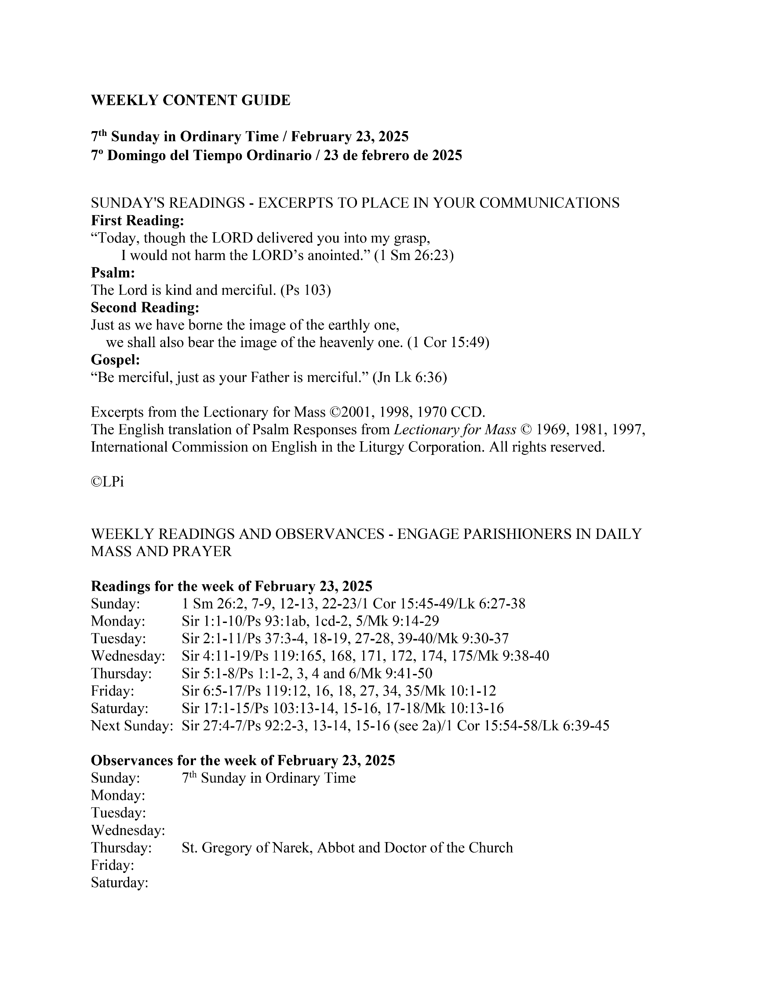 WEEKLY CONTENT GUIDE
7th Sunday in Ordinary Time / February 23, 2025
7º Domingo del Tiempo Ordinario / 23 de febrero de 2025
SUNDAY'S READINGS - EXCERPTS TO PLACE IN YOUR COMMUNICATIONS
First Reading:
“Today, though the LORD delivered you into my grasp,
I would not harm the LORD’s anointed.” (1 Sm 26:23)
Psalm:
The Lord is kind and merciful. (Ps 103)
Second Reading:
Just as we have borne the image of the earthly one,
we shall also bear the image of the heavenly one. (1 Cor 15:49)
Gospel:
“Be merciful, just as your Father is merciful.” (Jn Lk 6:36)
Excerpts from the Lectionary for Mass ©2001, 1998, 1970 CCD.
The English translation of Psalm Responses from Lectionary for Mass © 1969, 1981, 1997,
International Commission on English in the Liturgy Corporation. All rights reserved.
©LPi
WEEKLY READINGS AND OBSERVANCES - ENGAGE PARISHIONERS IN DAILY
MASS AND PRAYER
Readings for the week of February 23, 2025
Sunday: 1 Sm 26:2, 7-9, 12-13, 22-23/1 Cor 15:45-49/Lk 6:27-38
Monday: Sir 1:1-10/Ps 93:1ab, 1cd-2, 5/Mk 9:14-29
Tuesday: Sir 2:1-11/Ps 37:3-4, 18-19, 27-28, 39-40/Mk 9:30-37
Wednesday: Sir 4:11-19/Ps 119:165, 168, 171, 172, 174, 175/Mk 9:38-40
Thursday: Sir 5:1-8/Ps 1:1-2, 3, 4 and 6/Mk 9:41-50
Friday: Sir 6:5-17/Ps 119:12, 16, 18, 27, 34, 35/Mk 10:1-12
Saturday: Sir 17:1-15/Ps 103:13-14, 15-16, 17-18/Mk 10:13-16
Next Sunday: Sir 27:4-7/Ps 92:2-3, 13-14, 15-16 (see 2a)/1 Cor 15:54-58/Lk 6:39-45
Observances for the week of February 23, 2025
Sunday: 7th Sunday in Ordinary Time
Monday:
Tuesday:
Wednesday:
Thursday: St. Gregory of Narek, Abbot and Doctor of the Church
Friday:
Saturday: